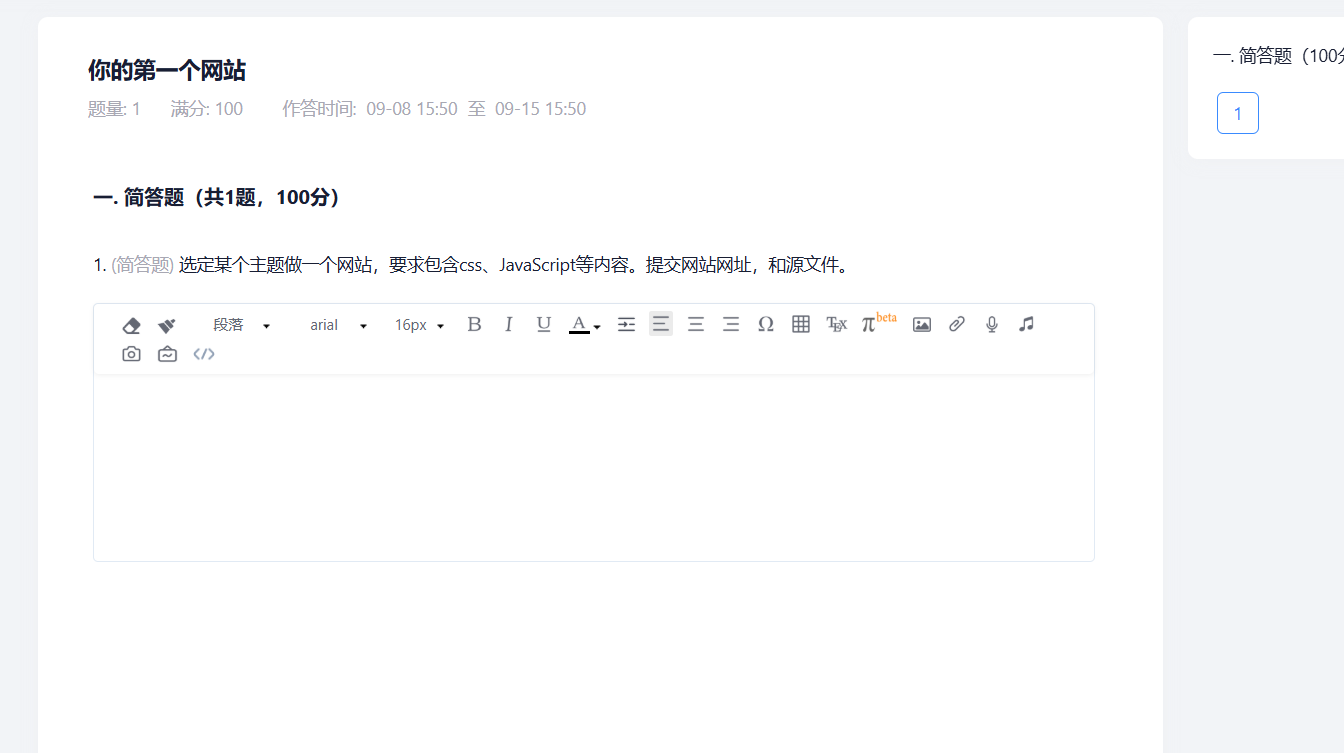 你的第一个网站
题量: 1 满分: 100 作答时间: 09-08 15:50 至 09-15 15:50
一. 简答题（共1题，100分）
1. (简答题) 选定某个主题做一个网站，要求包含css、JavaScript等内容。提交网站网址，和源文件。
段落 arial 16px B I U A Ω TEX π beta
</>
一. 简答题（100分
1